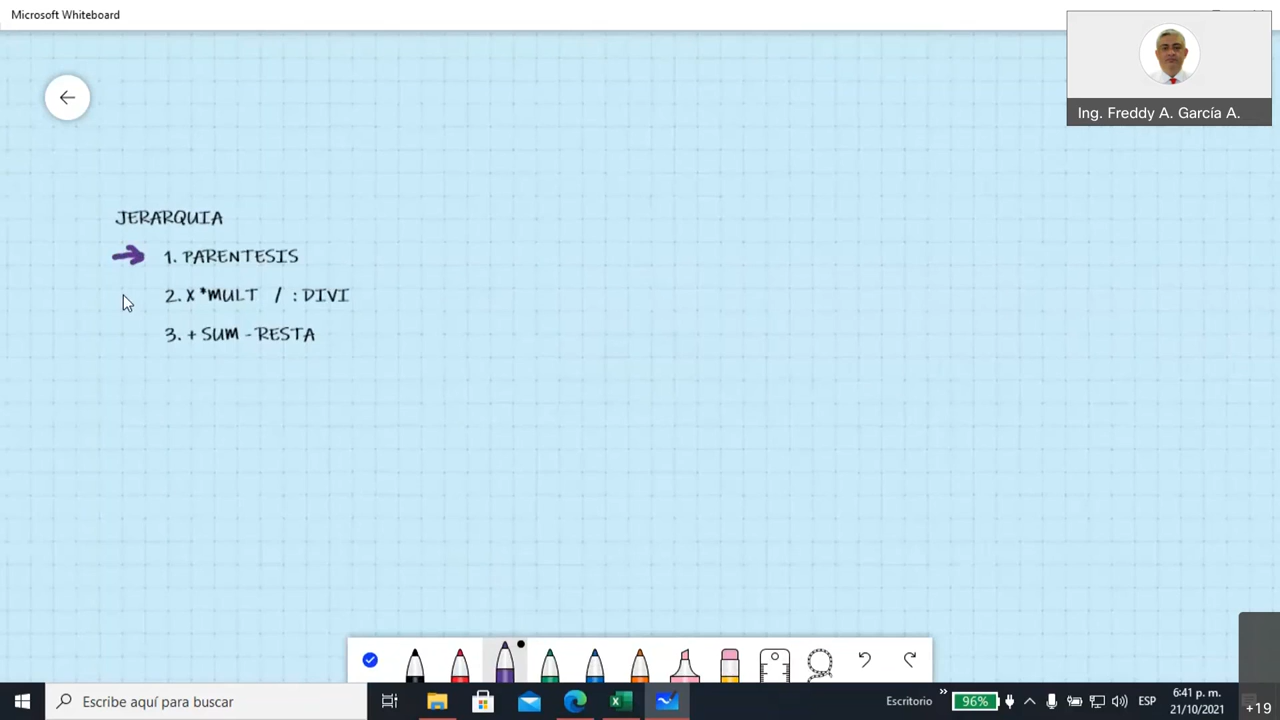 Microsoft Whiteboard
Ing. Freddy A. García A.
JERARQUIA
1. PARENTESIS
2. X *MULT / : DIVI
3. + SUM - RESTA
Escribe aquí para buscar
Escritorio
96%
ESP
6:41 p. m.
21/10/2021
+19